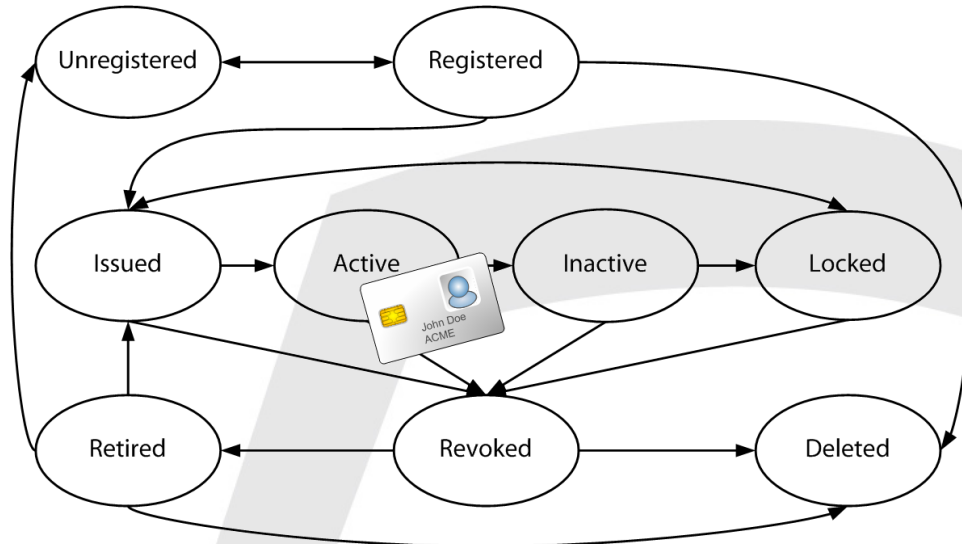 Unregistered
Registered
Issued
Active
Inactive
Locked
John Doe
ACME
Retired
Revoked
Deleted